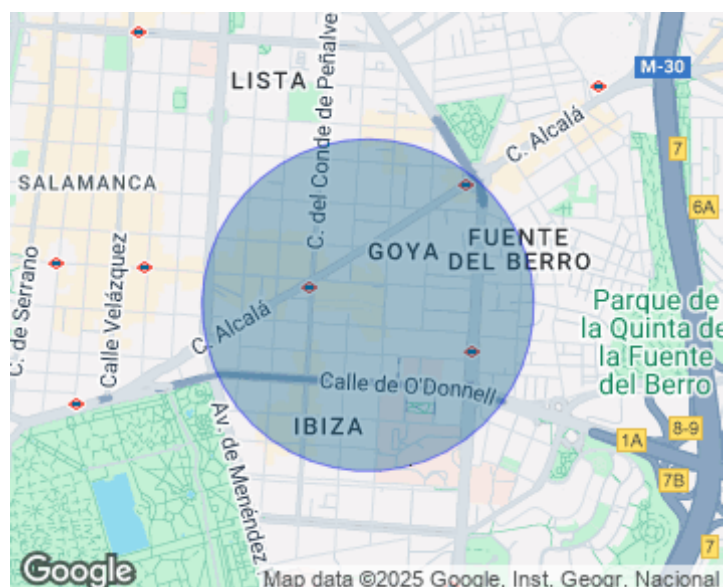 LISTA
C. del Conde de Peñalve
M-30
C. Alcalá
7
SALAMANCA
6A
GOYA
FUENTE
DEL BERRO
C. de Serrano
Calle Velázquez
C. Alcalá
Parque de
la Quinta de
la Fuente
del Berro
Calle de O'Donnell
IBIZA
Av. de Menéndez
8-9
1A
7B
7
Google
Map data ©2025 Google, Inst. Geogr. Nacional